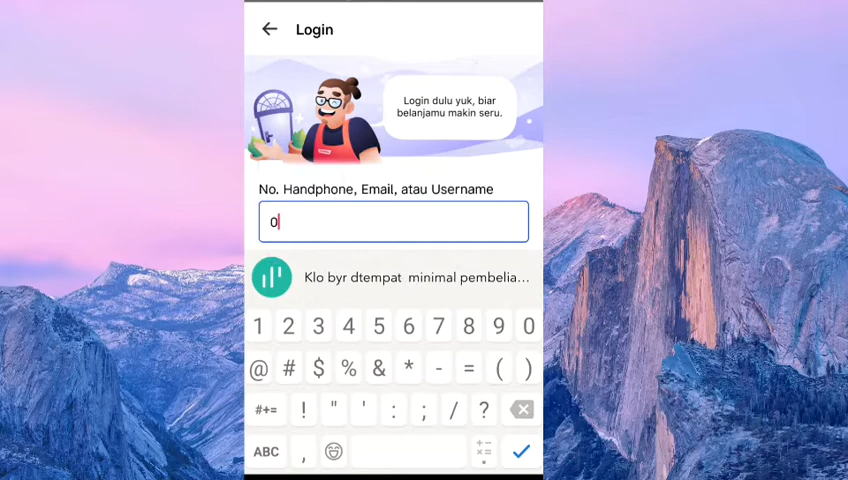 Login
Login dulu yuk, biar
belanjamu makin seru.
No. Handphone, Email, atau Username
0
Klo byr dtempat minimal pembelia...
1 2 3 4 5 6 7 8 9 0
@ # $ % & * - = ( )
#+= ! " ' : ; / ?
ABC ,